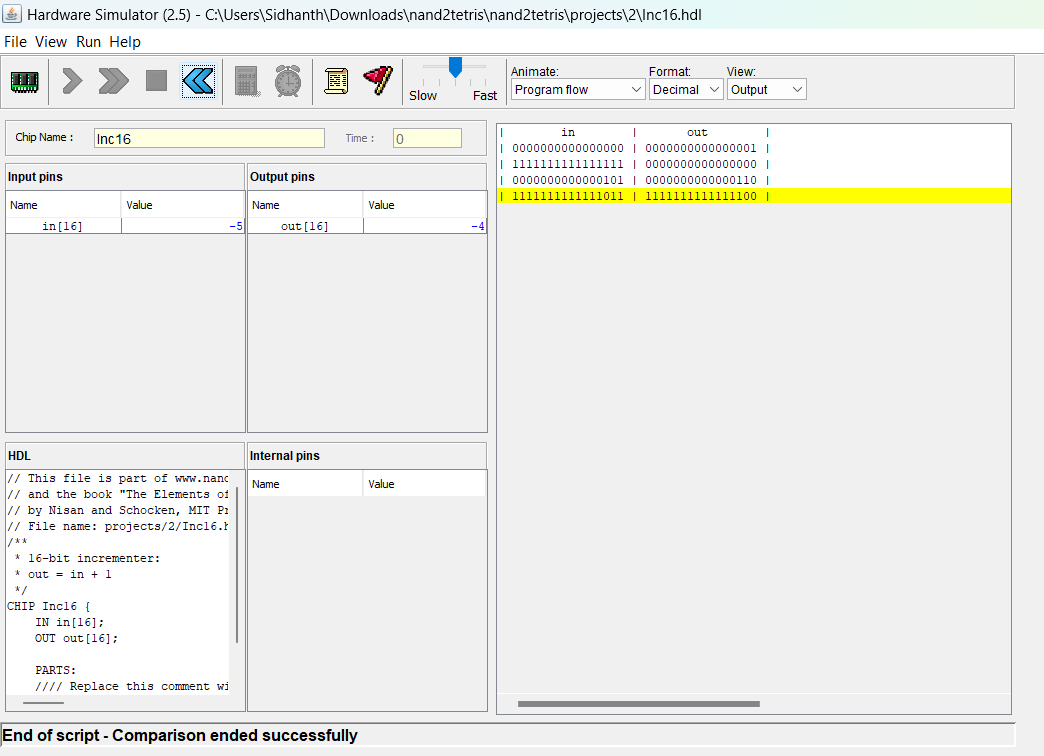 Hardware Simulator (2.5) - C:\Users\Sidhanth\Downloads\nand2tetris\nand2tetris\projects\2\Inc16.hdl
File View Run Help
Slow Fast
Animate: Format: View:
Program flow Decimal Output
Chip Name : Inc16 Time : 0
Input pins
Name Value
in[16] -5
Output pins
Name Value
out[16] -4
HDL
// This file is part of www.nand
// and the book "The Elements of
// by Nisan and Schocken, MIT Pr
// File name: projects/2/Inc16.h
/**
* 16-bit incrementer:
* out = in + 1
*/
CHIP Inc16 {
IN in[16];
OUT out[16];
PARTS:
//// Replace this comment wi
Internal pins
Name Value
| in | out |
| 0000000000000000 | 0000000000000001 |
| 1111111111111111 | 0000000000000000 |
| 0000000000000101 | 0000000000000110 |
| 1111111111111011 | 1111111111111100 |
End of script - Comparison ended successfully